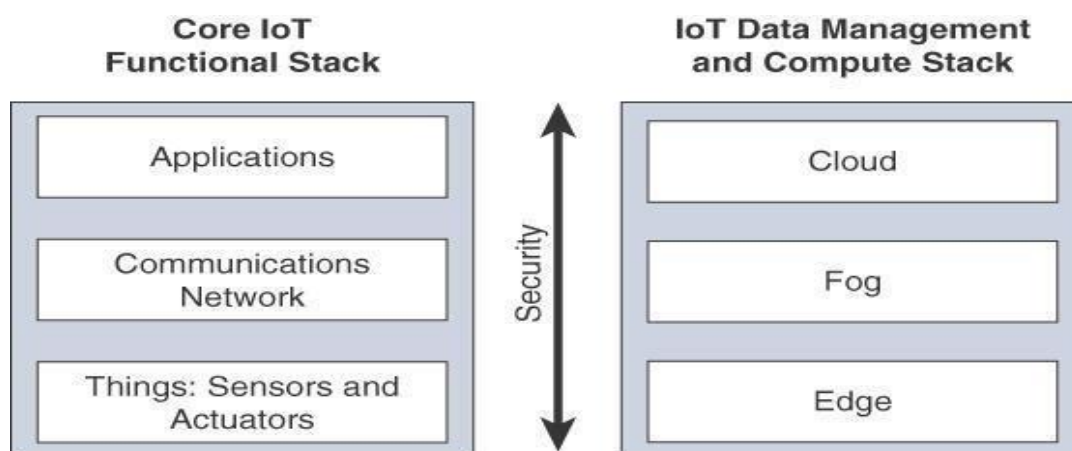 Core IoT
Functional Stack
Applications
Communications
Network
Things: Sensors and
Actuators
Security
IoT Data Management
and Compute Stack
Cloud
Fog
Edge